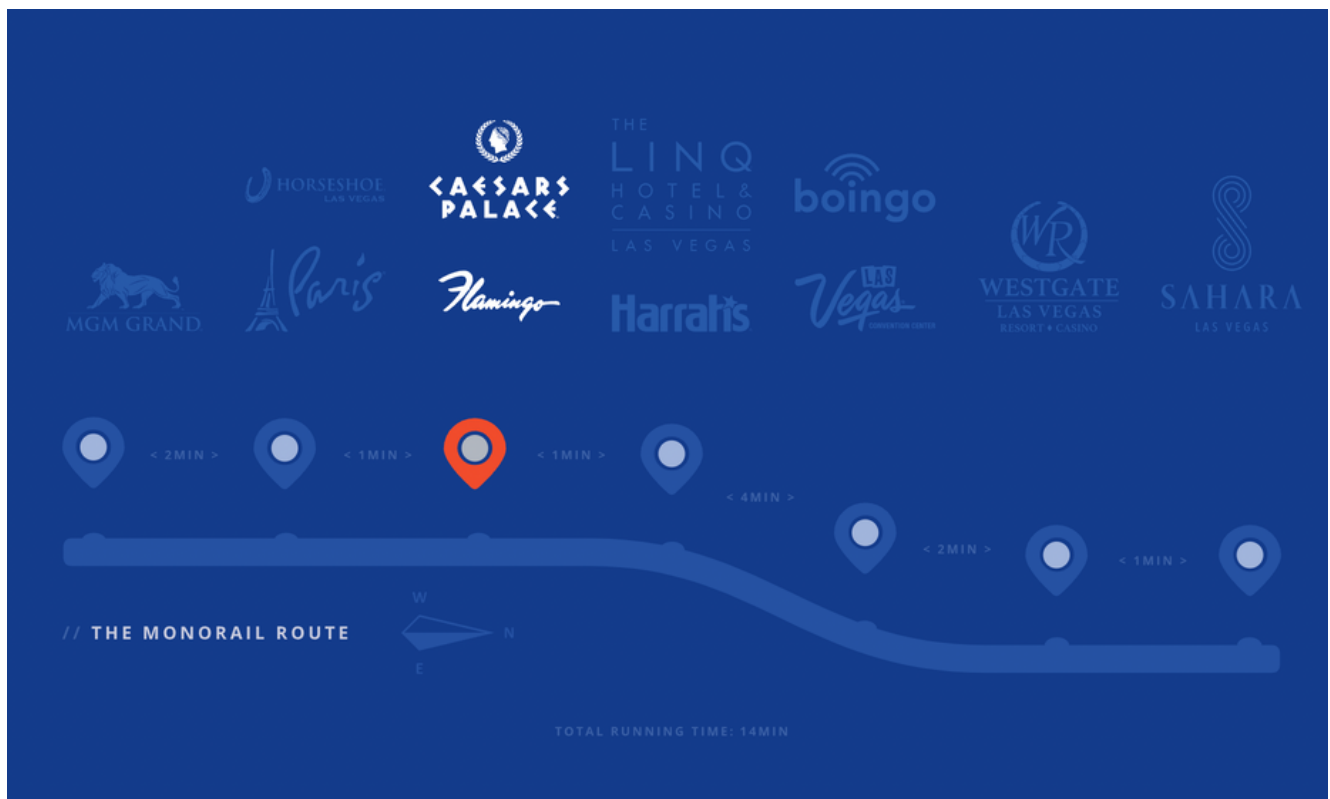 HORSESHOE
LAS VEGAS
CAESARS
PALACE
THE
LINQ
HOTEL &
CASINO
LAS VEGAS
boingo
MGM GRAND
Paris
Flamingo
Harrah's
LAS
Vegas
CONVENTION CENTER
WR
WESTGATE
LAS VEGAS
RESORT ♦ CASINO
SAHARA
LAS VEGAS
< 2MIN >
< 1MIN >
< 1MIN >
< 4MIN >
< 2MIN >
< 1MIN >
// THE MONORAIL ROUTE
W
N
E
TOTAL RUNNING TIME: 14MIN